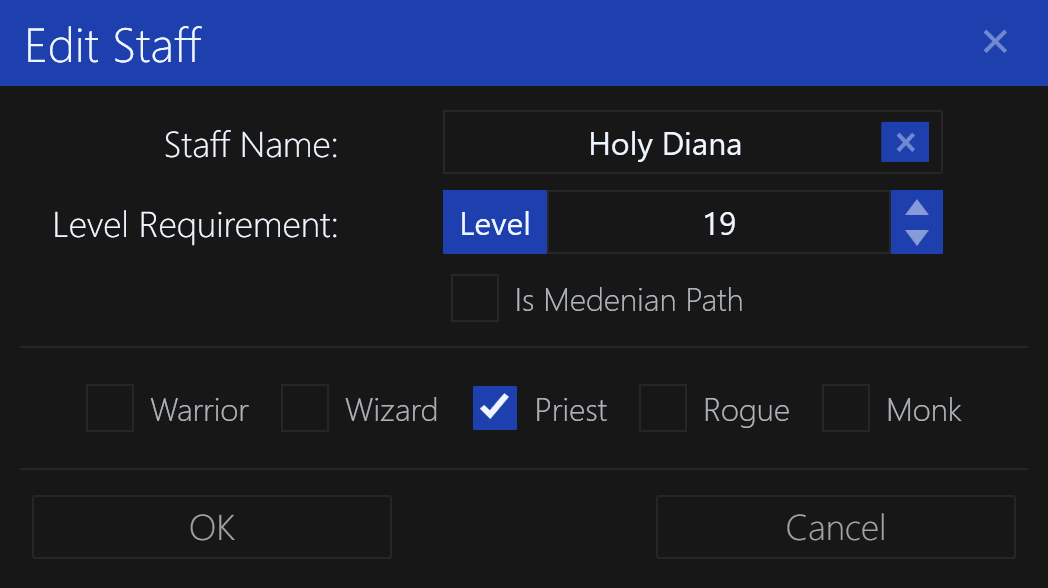 Edit Staff
Staff Name: Holy Diana
Level Requirement: Level 19
Is Medenian Path
Warrior Wizard Priest Rogue Monk
OK Cancel